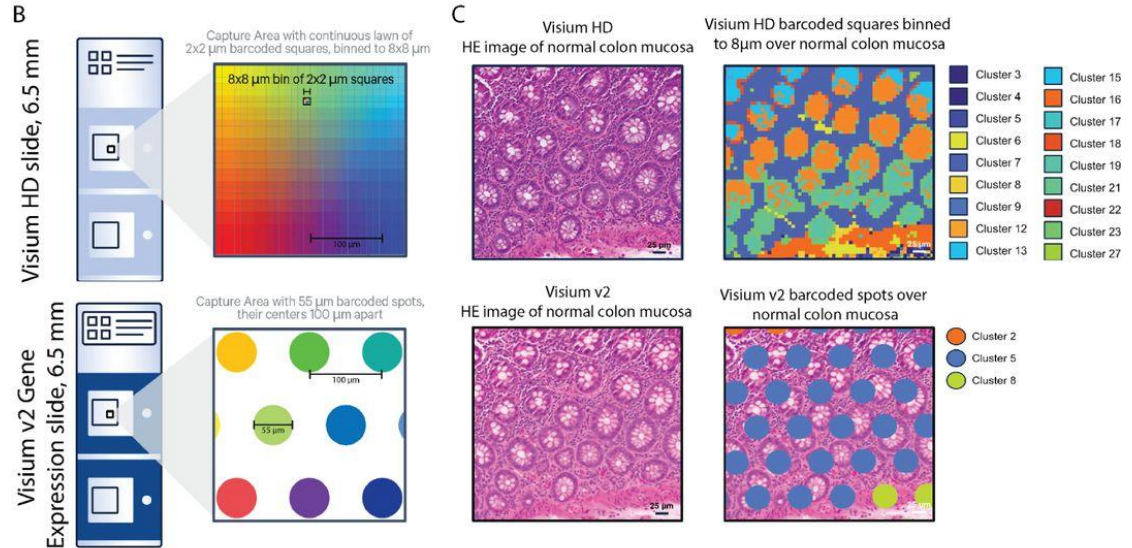 B
Visium HD slide, 6.5 mm
Capture Area with continuous lawn of
2x2 µm barcoded squares, binned to 8x8 µm
8x8 µm bin of 2x2 µm squares
100 µm
C
Visium HD
HE image of normal colon mucosa
25 µm
Visium HD barcoded squares binned
to 8µm over normal colon mucosa
25 µm
Cluster 3
Cluster 4
Cluster 5
Cluster 6
Cluster 7
Cluster 8
Cluster 9
Cluster 12
Cluster 13
Cluster 15
Cluster 16
Cluster 17
Cluster 18
Cluster 19
Cluster 21
Cluster 22
Cluster 23
Cluster 27
Visium v2 Gene
Expression slide, 6.5 mm
Capture Area with 55 µm barcoded spots,
their centers 100 µm apart
100 µm
55 µm
Visium v2
HE image of normal colon mucosa
25 µm
Visium v2 barcoded spots over
normal colon mucosa
25 µm
Cluster 2
Cluster 5
Cluster 8